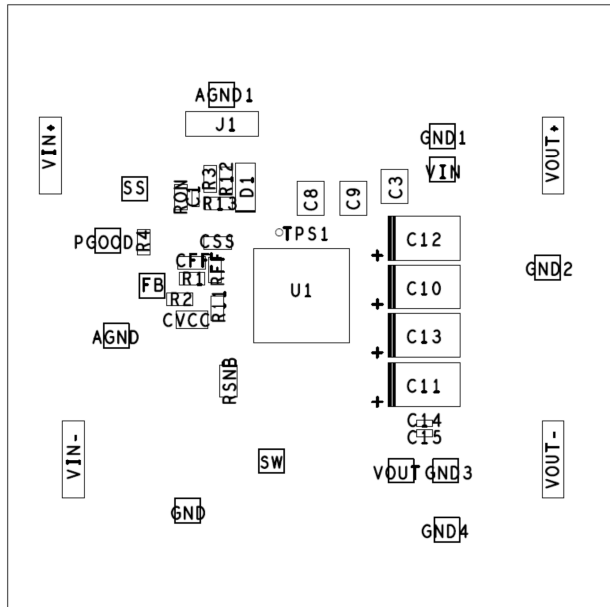 AGND1
J1
VIN+
GND1
VOUT+
VIN
SS
RON
C1
R3
R12
R13
D1
C8
C9
C3
PGOOD
R4
CSS
TPS1
C12
GND2
CFF
RFF
R1
FB
R2
R11
CVCC
AGND
U1
C10
C13
C11
RSNB
C14
C15
VIN-
SW
VOUT
GND3
VOUT-
GND
GND4